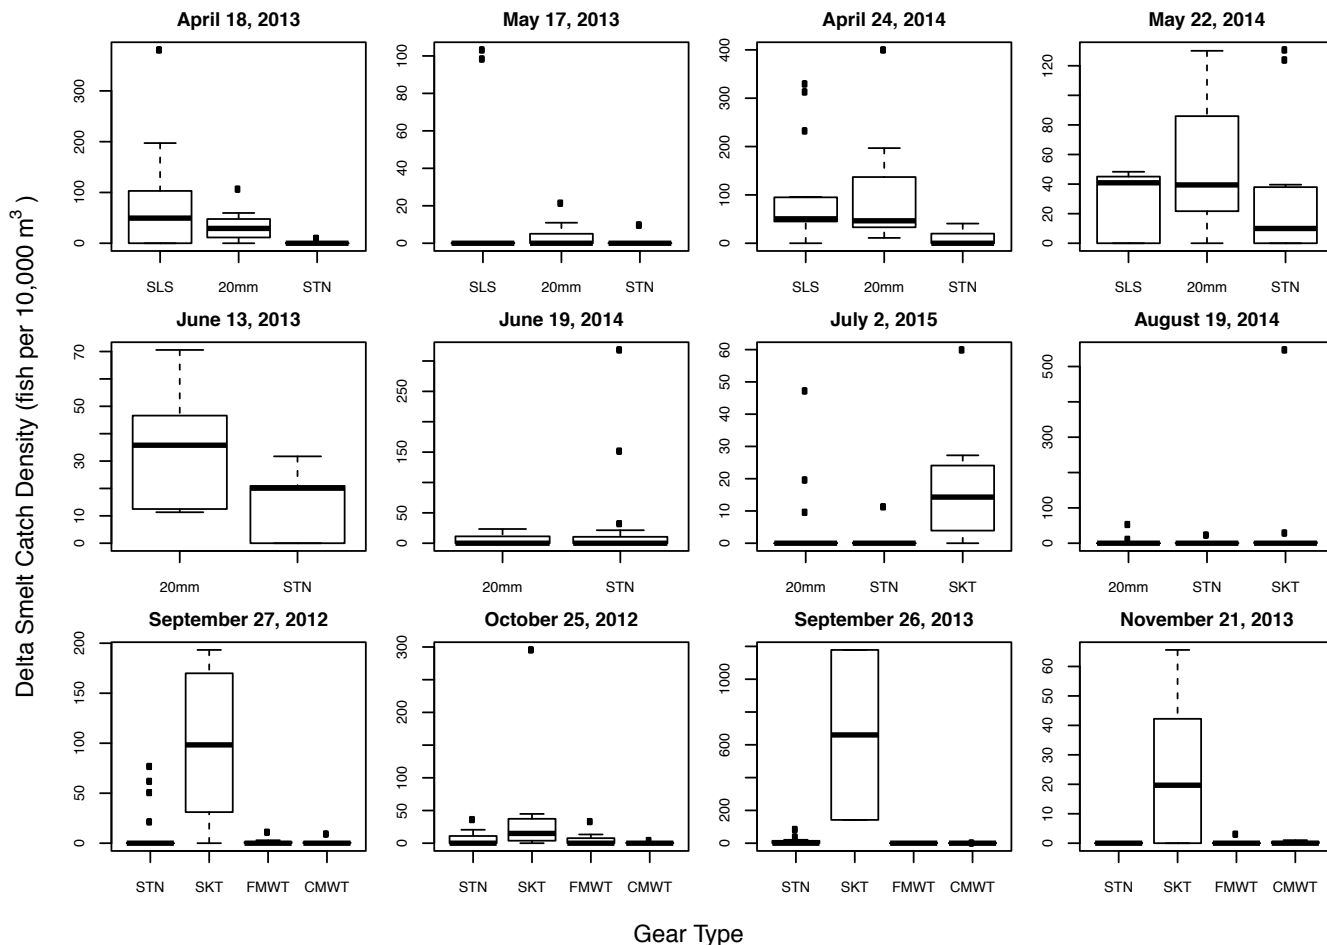 Delta Smelt Catch Density (fish per 10,000 m³ )
April 18, 2013
0 100 200 300
SLS 20mm STN
May 17, 2013
0 20 40 60 80 100
SLS 20mm STN
April 24, 2014
0 100 200 300 400
SLS 20mm STN
May 22, 2014
0 20 40 60 80 120
SLS 20mm STN
June 13, 2013
0 10 30 50 70
20mm STN
June 19, 2014
0 50 150 250
20mm STN
July 2, 2015
0 10 20 30 40 50 60
20mm STN SKT
August 19, 2014
0 100 300 500
20mm STN SKT
September 27, 2012
0 50 100 150 200
STN SKT FMWT CMWT
October 25, 2012
0 50 100 200 300
STN SKT FMWT CMWT
September 26, 2013
0 200 600 1000
STN SKT FMWT CMWT
November 21, 2013
0 10 20 30 40 50 60
STN SKT FMWT CMWT
Gear Type